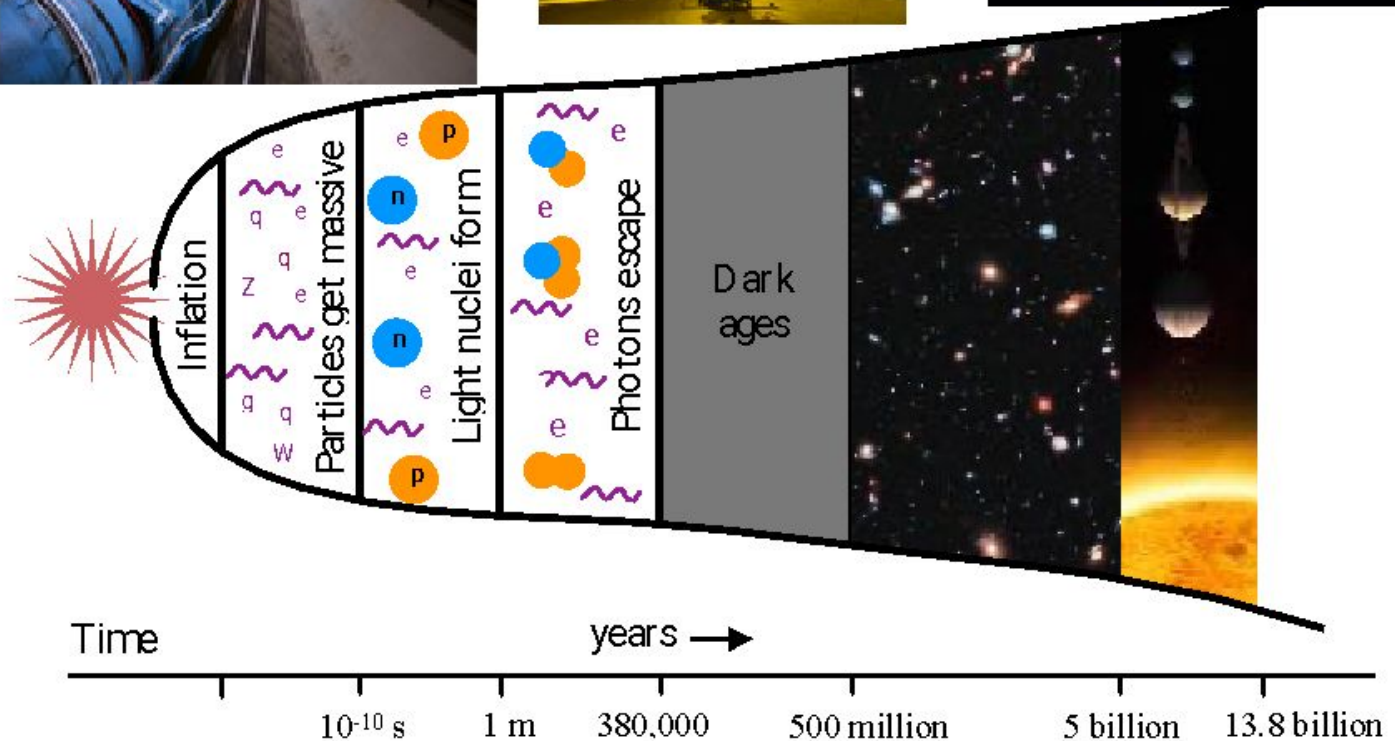 Inflation
e
q
e
q
Z
e
g
q
W
Particles get massive
e
p
n
e
n
e
p
Light nuclei form
e
e
e
e
Photons escape
Dark
ages
Time
years
10⁻¹⁰ s
1 m
380,000
500 million
5 billion
13.8 billion